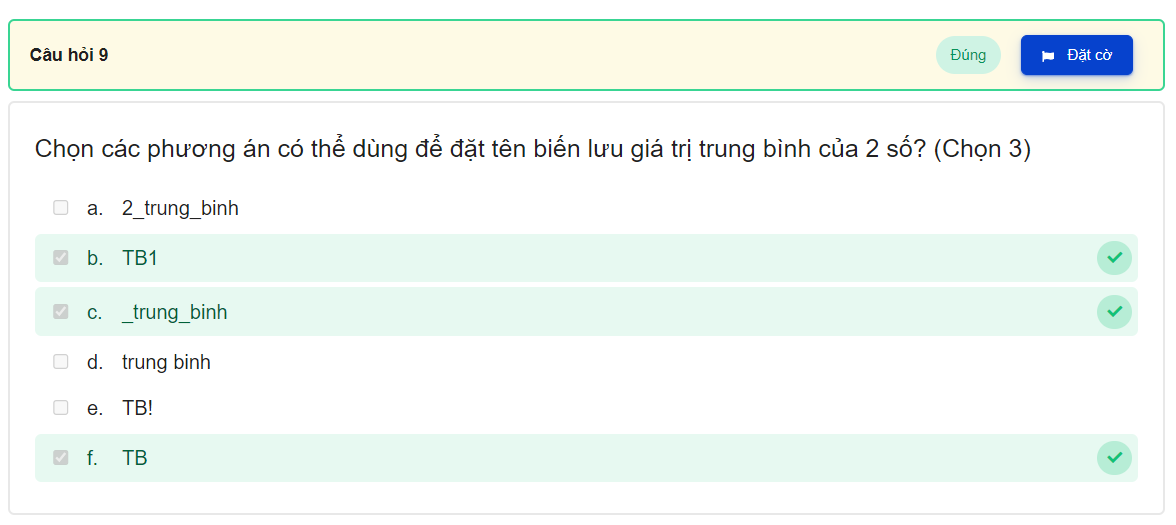 Câu hỏi 9
Đúng
Đặt cờ
Chọn các phương án có thể dùng để đặt tên biến lưu giá trị trung bình của 2 số? (Chọn 3)
a. 2_trung_binh
b. TB1
c. _trung_binh
d. trung binh
e. TB!
f. TB